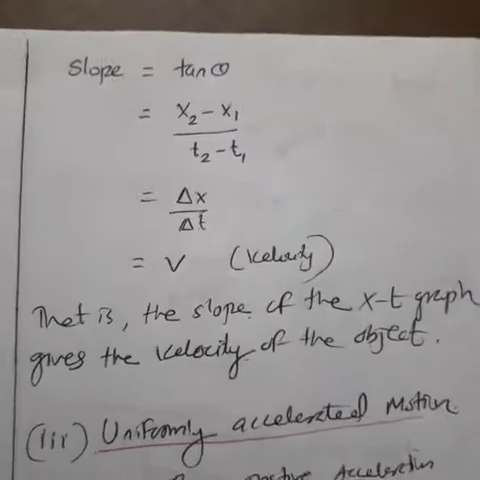 Slope = tanθ
= x₂ - x₁ / t₂ - t₁
= Δx / Δt
= v (velocity)
That is, the slope of the x-t graph
gives the velocity of the object.
(iii) Uniformly accelerated Motion
Acceleration